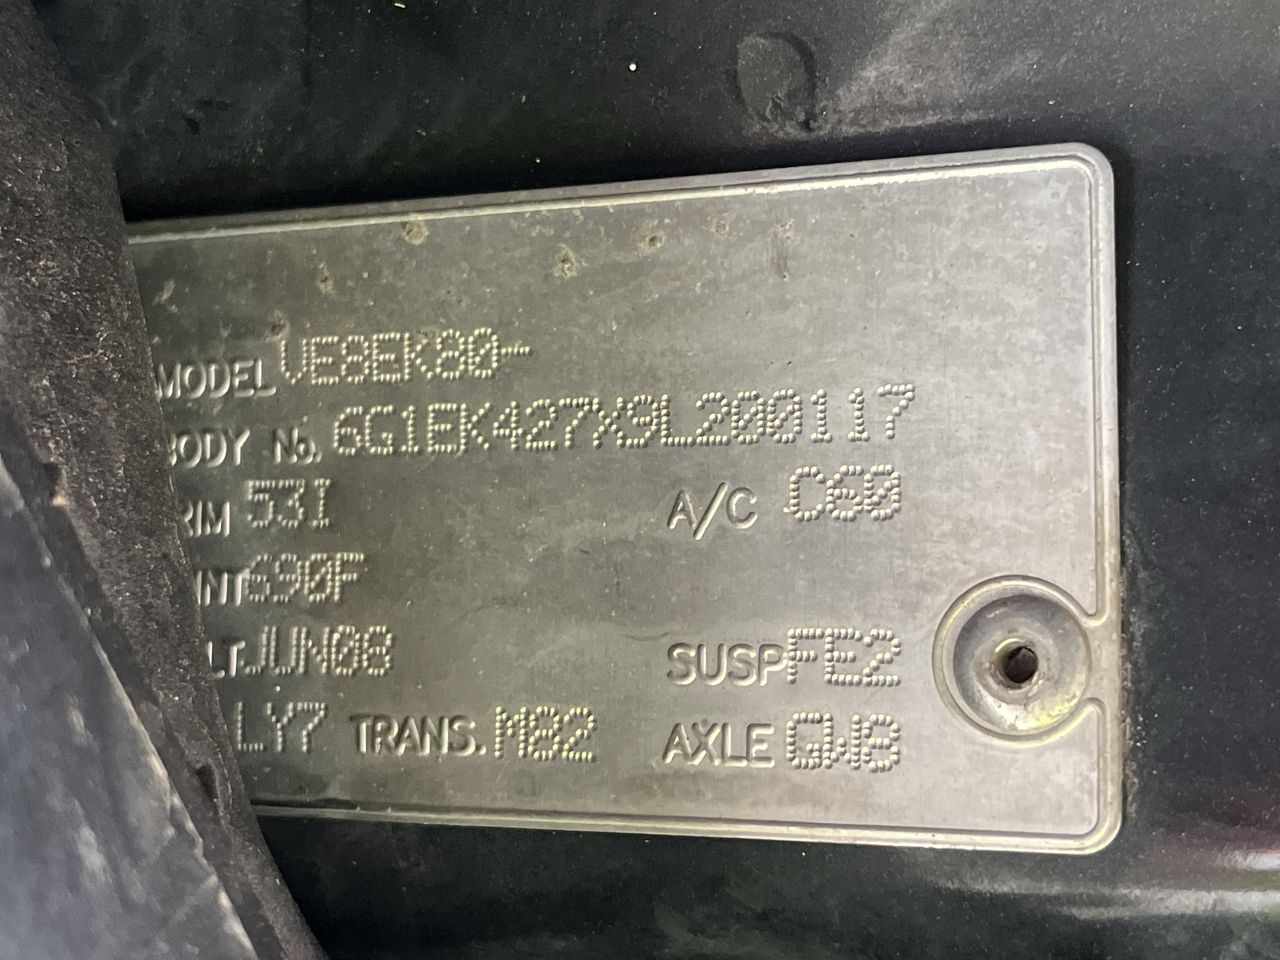 MODEL VE8EK80-
BODY No. 6G1EK427X9L200117
RIM 53I A/C C60
INT 690F
LT JUN08 SUSP FE2
LY7 TRANS. M82 AXLE GW8